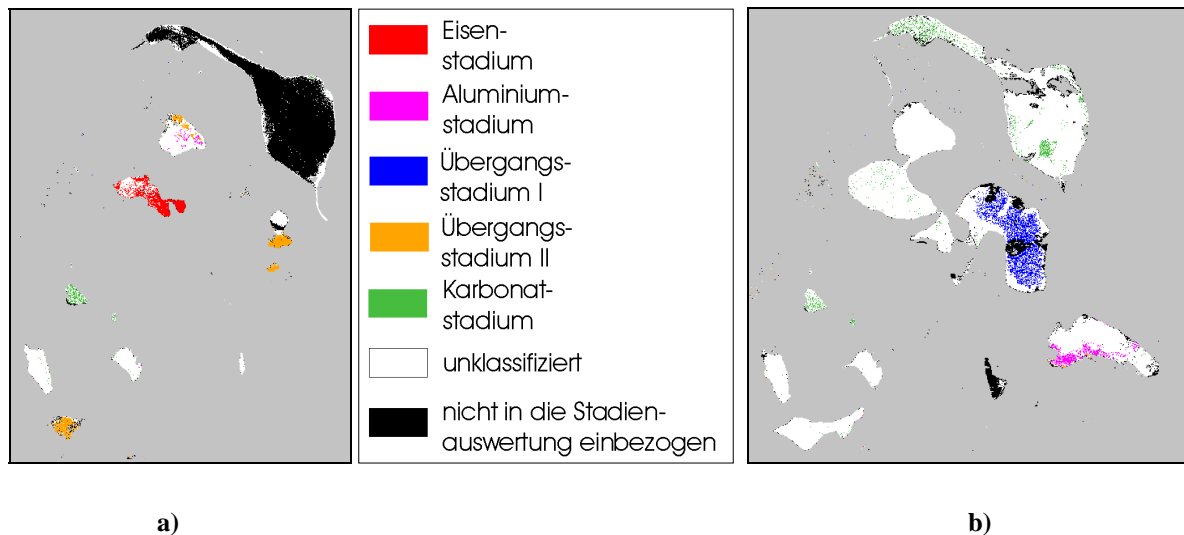 Eisen-
stadium
Aluminium-
stadium
Übergangs-
stadium I
Übergangs-
stadium II
Karbonat-
stadium
unklassifiziert
nicht in die Stadien-
auswertung einbezogen
a)
b)